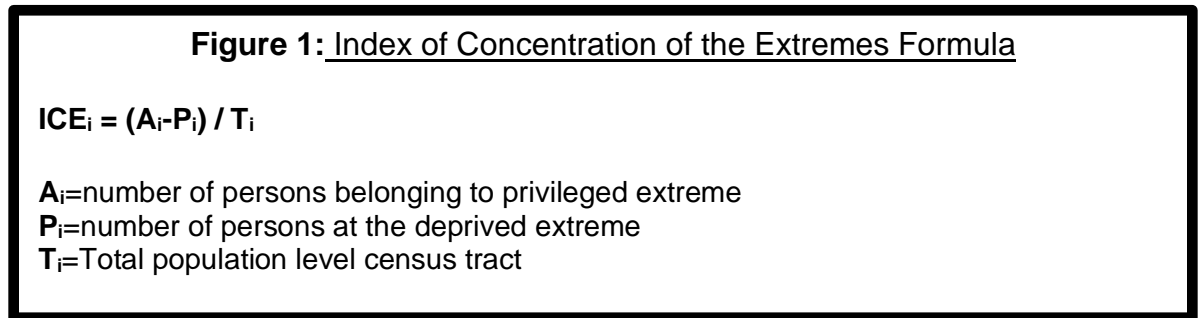 Figure 1: Index of Concentration of the Extremes Formula
ICEi = (Ai-Pi) / Ti
Ai=number of persons belonging to privileged extreme
Pi=number of persons at the deprived extreme
Ti=Total population level census tract